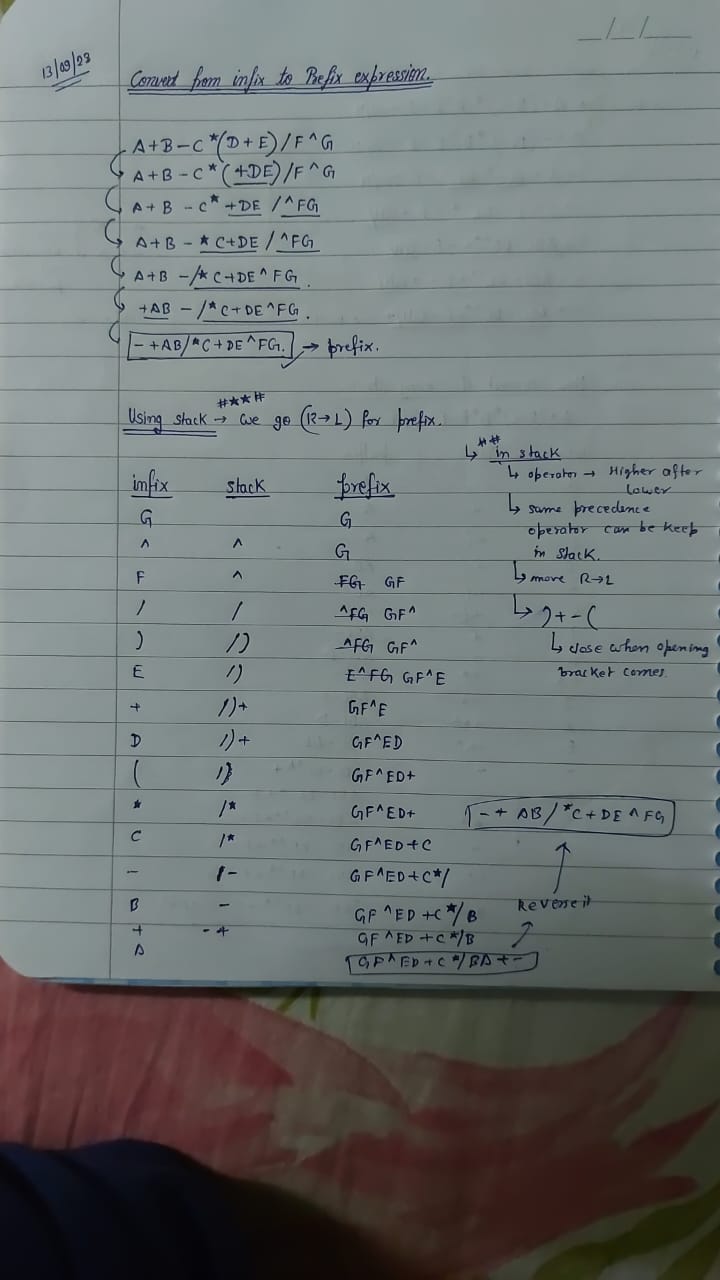 _/_/_
13/09/23
Convert from infix to Prefix expression.
A+B-C*(D+E)/F^G
A+B-C*(+DE)/F^G
A+B-C*+DE/^FG
A+B-*C+DE/^FG
A+B-/*C+DE^FG.
+AB-/*C+DE^FG.
-+AB/*C+DE^FG. → prefix.
#**#
Using stack → we go (R→L) for prefix.
** in stack
↳ operator → Higher after
lower
↳ same precedence
operator can be keep
in stack.
↳ move R→L
↳ )+-(
↳ close when opening
bracket comes.
infix stack prefix
G G
^ ^ G
F ^ FG GF
/ / ^FG GF^
) /) ^FG GF^
E /) E^FG GF^E
+ /)+ GF^E
D /)+ GF^ED
( /) GF^ED+
* /* GF^ED+
C /* GF^ED+C
- - GF^ED+C*/
B - GF^ED+C*/B
+ -+ GF^ED+C*/B
A GF^ED+C*/BA+-
Reverse it
-+AB/*C+DE^FG